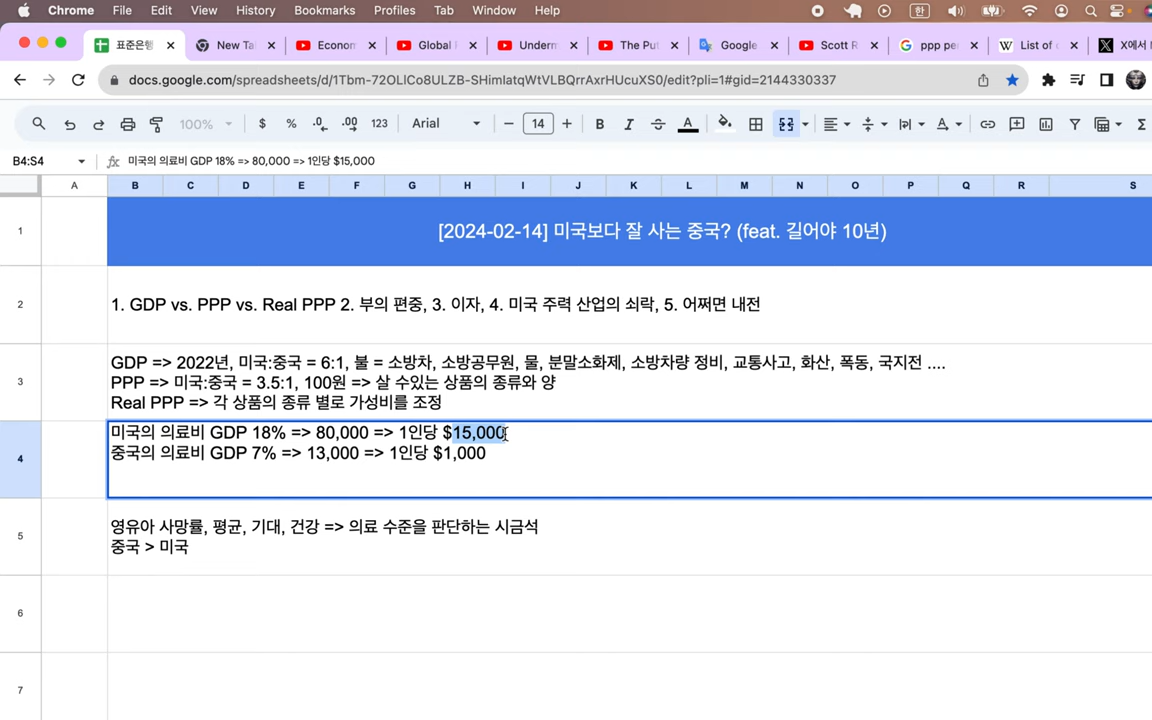 Chrome File Edit View History Bookmarks Profiles Tab Window Help 한
표준은행 New Ta Econom Global Undern The Pu Google Scott R ppp pe List of X에서
docs.google.com/spreadsheets/d/1Tbm-72OLlCo8ULZB-SHimlatqWtVLBQrrAxrHUcuXS0/edit?pli=1#gid=2144330337
100% $ % .0 .00 123 Arial 14 B I A Σ
B4:S4 fx 미국의 의료비 GDP 18% => 80,000 => 1인당 $15,000
A B C D E F G H I J K L M N O P Q R S
1 [2024-02-14] 미국보다 잘 사는 중국? (feat. 길어야 10년)
2 1. GDP vs. PPP vs. Real PPP 2. 부의 편중, 3. 이자, 4. 미국 주력 산업의 쇠락, 5. 어쩌면 내전
GDP => 2022년, 미국:중국 = 6:1, 불 = 소방차, 소방공무원, 물, 분말소화제, 소방차량 정비, 교통사고, 화산, 폭동, 국지전 ....
3 PPP => 미국:중국 = 3.5:1, 100원 => 살 수있는 상품의 종류와 양
Real PPP => 각 상품의 종류 별로 가성비를 조정
미국의 의료비 GDP 18% => 80,000 => 1인당 $15,000
중국의 의료비 GDP 7% => 13,000 => 1인당 $1,000
4
영유아 사망률, 평균, 기대, 건강 => 의료 수준을 판단하는 시금석
5
중국 > 미국
6
7